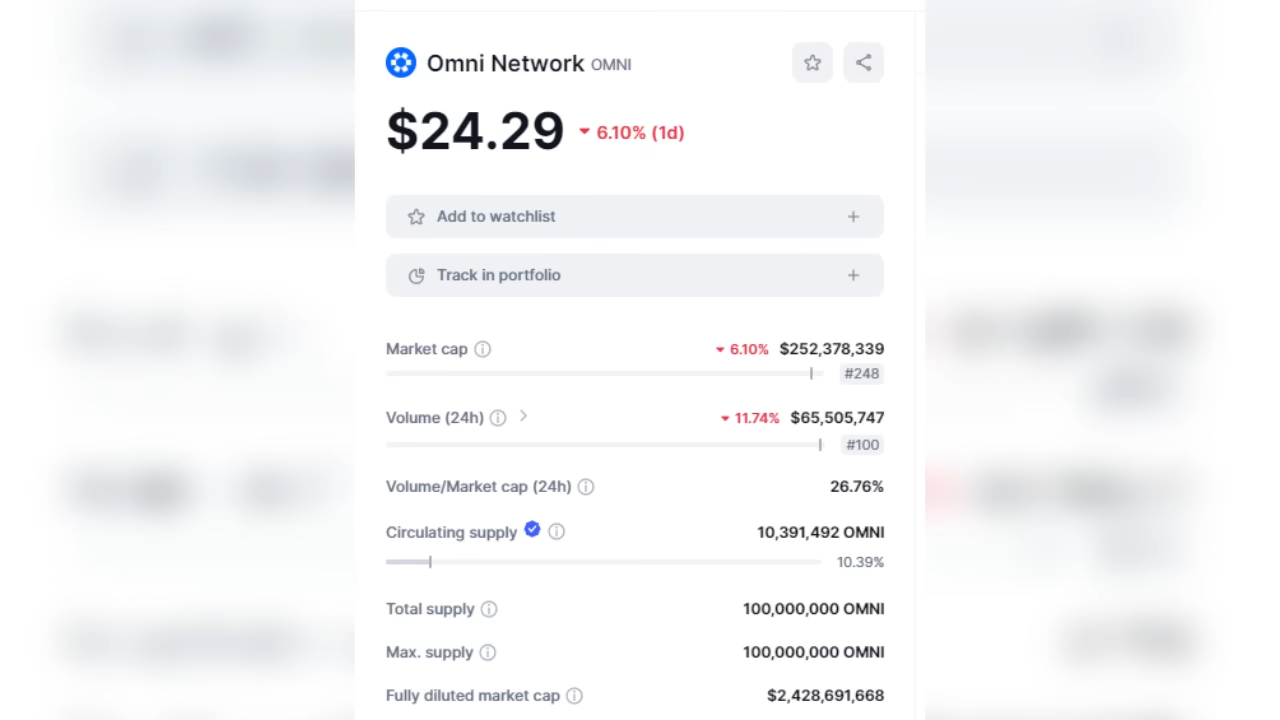 Omni Network OMNI
$24.29 6.10% (1d)
Add to watchlist +
Track in portfolio +
Market cap 6.10% $252,378,339
#248
Volume (24h) 11.74% $65,505,747
#100
Volume/Market cap (24h) 26.76%
Circulating supply 10,391,492 OMNI
10.39%
Total supply 100,000,000 OMNI
Max. supply 100,000,000 OMNI
Fully diluted market cap $2,428,691,668